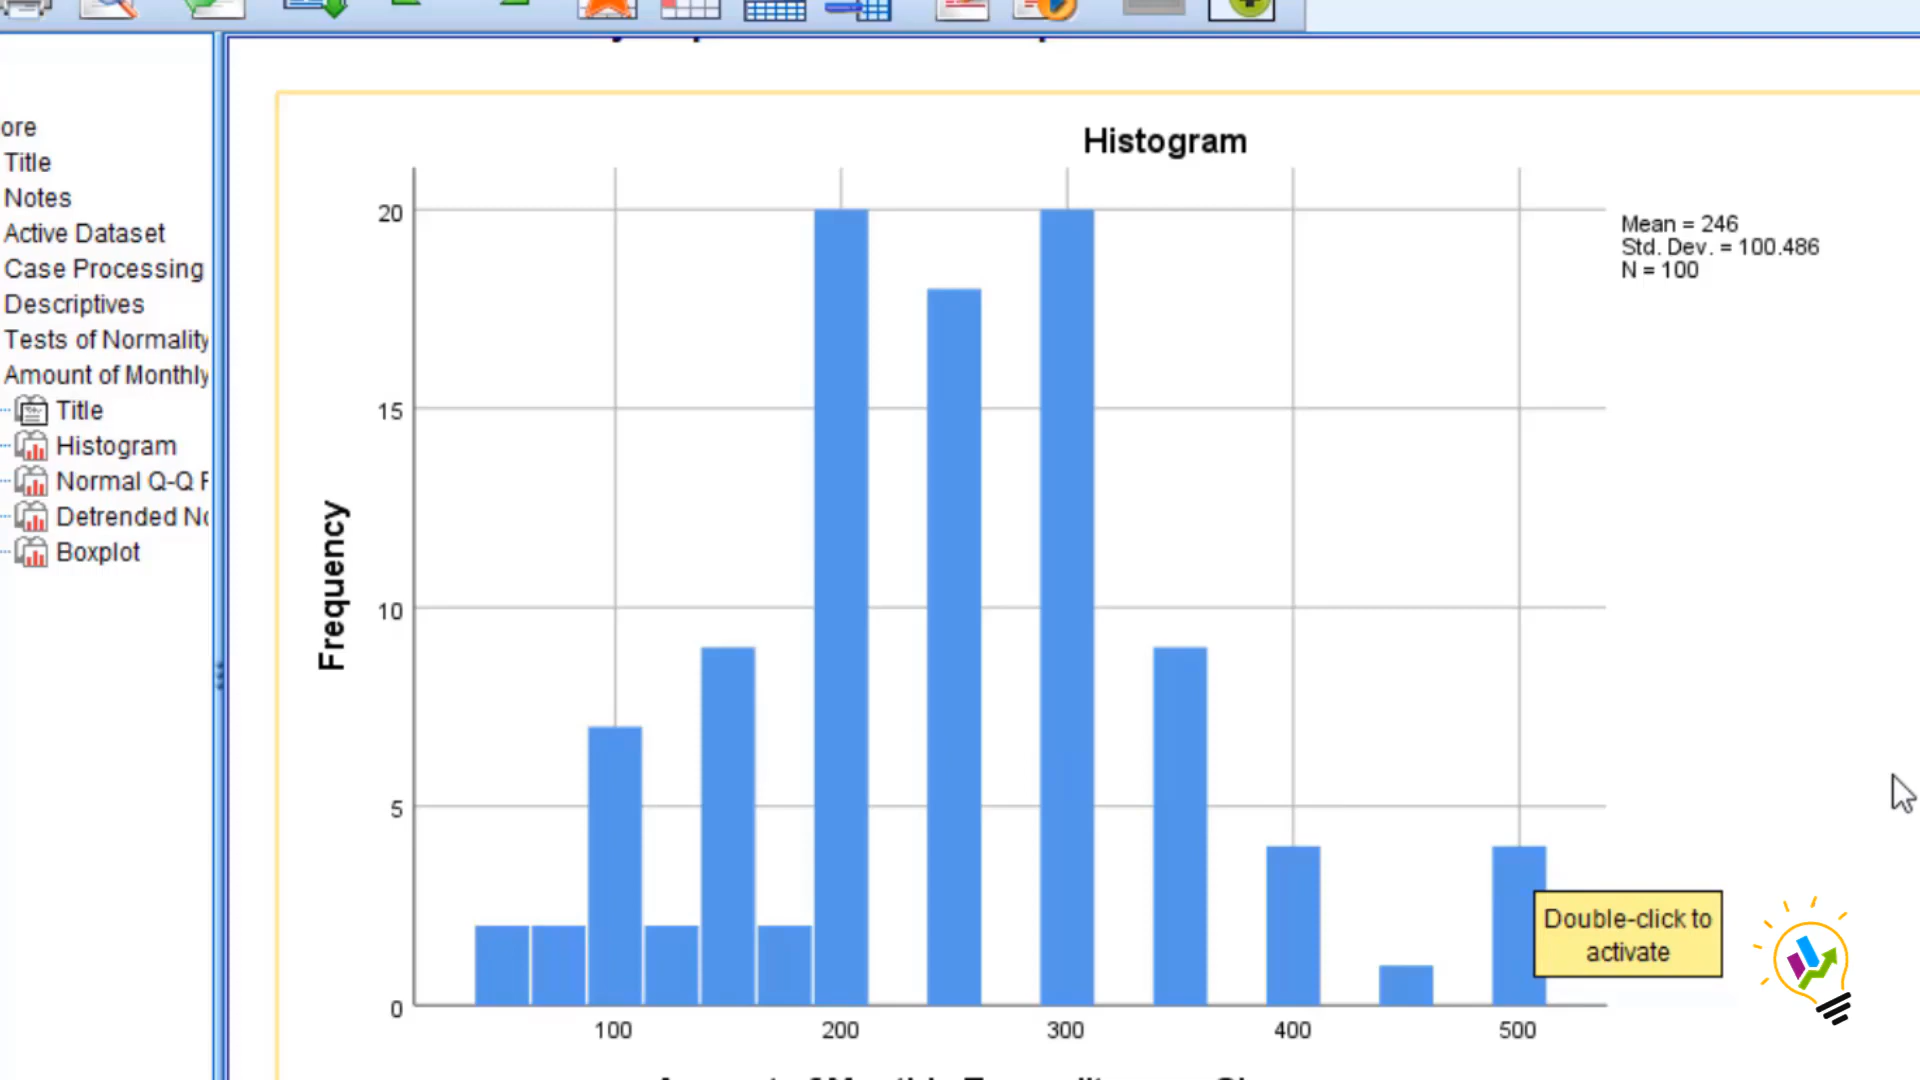 ore
Title
Notes
Active Dataset
Case Processing
Descriptives
Tests of Normality
Amount of Monthly
Title
Histogram
Normal Q-Q
Detrended
Boxplot
Histogram
Mean = 246
Std. Dev. = 100.486
N = 100
Frequency
20
15
10
5
0
100
200
300
400
500
Double-click to
activate